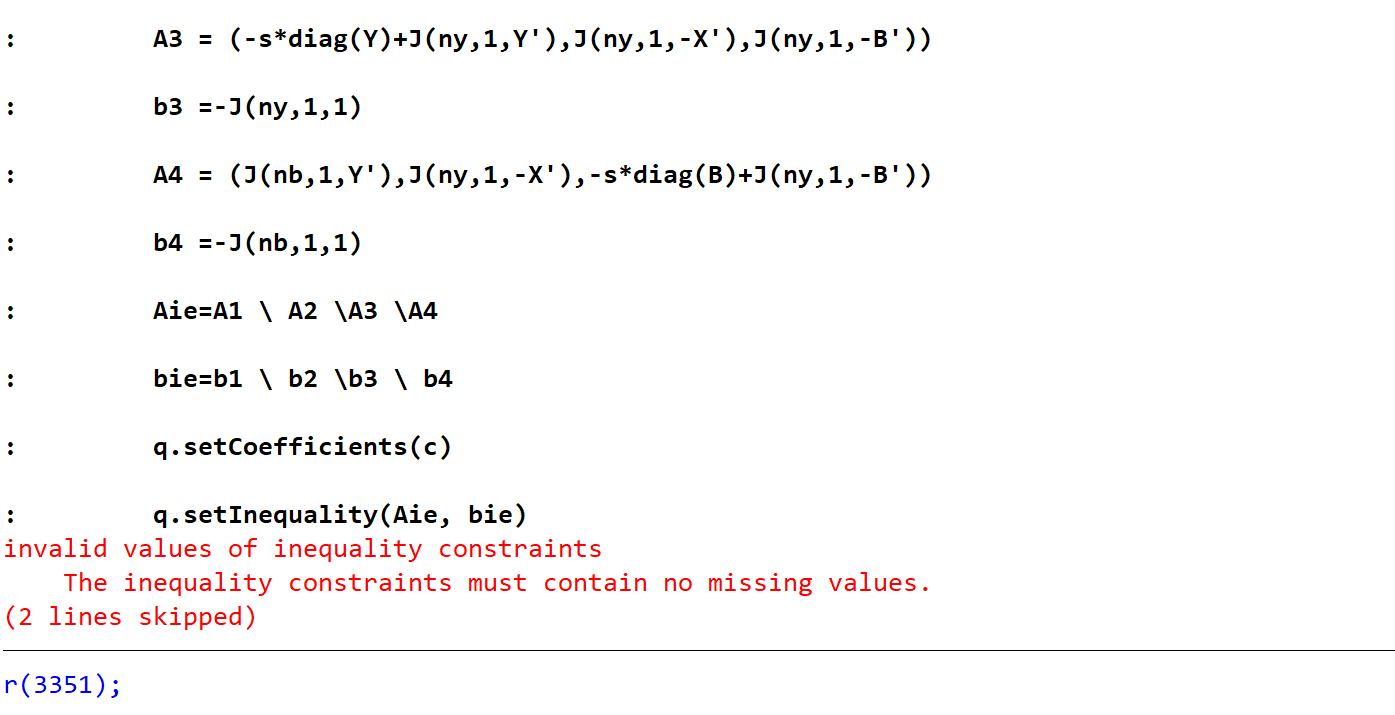 :         A3 = (-s*diag(Y)+J(ny,1,Y'),J(ny,1,-X'),J(ny,1,-B'))
:         b3 =-J(ny,1,1)
:         A4 = (J(nb,1,Y'),J(ny,1,-X'),-s*diag(B)+J(ny,1,-B'))
:         b4 =-J(nb,1,1)
:         Aie=A1 \ A2 \A3 \A4
:         bie=b1 \ b2 \b3 \ b4
:         q.setCoefficients(c)
:         q.setInequality(Aie, bie)
invalid values of inequality constraints
    The inequality constraints must contain no missing values.
(2 lines skipped)
r(3351);